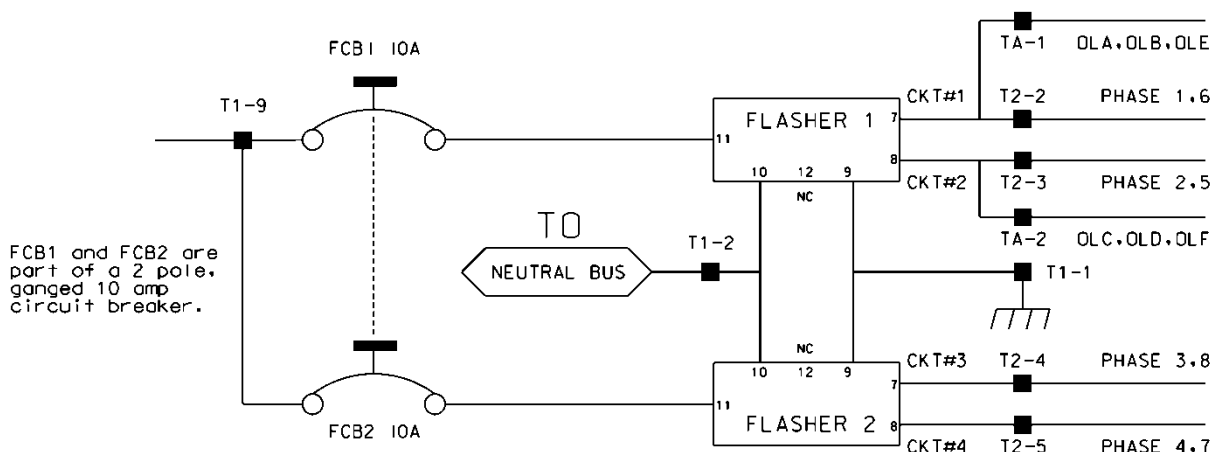 FCB1 10A
TA-1 OLA,OLB,OLE
T1-9
CKT#1 T2-2 PHASE 1,6
FLASHER 1
7
11
8
10 12 9
NC
CKT#2 T2-3 PHASE 2,5
TO
NEUTRAL BUS
T1-2
TA-2 OLC,OLD,OLF
T1-1
FCB1 and FCB2 are
part of a 2 pole,
ganged 10 amp
circuit breaker.
NC
10 12 9
CKT#3 T2-4 PHASE 3,8
7
11
FLASHER 2
8
FCB2 10A
CKT#4 T2-5 PHASE 4,7